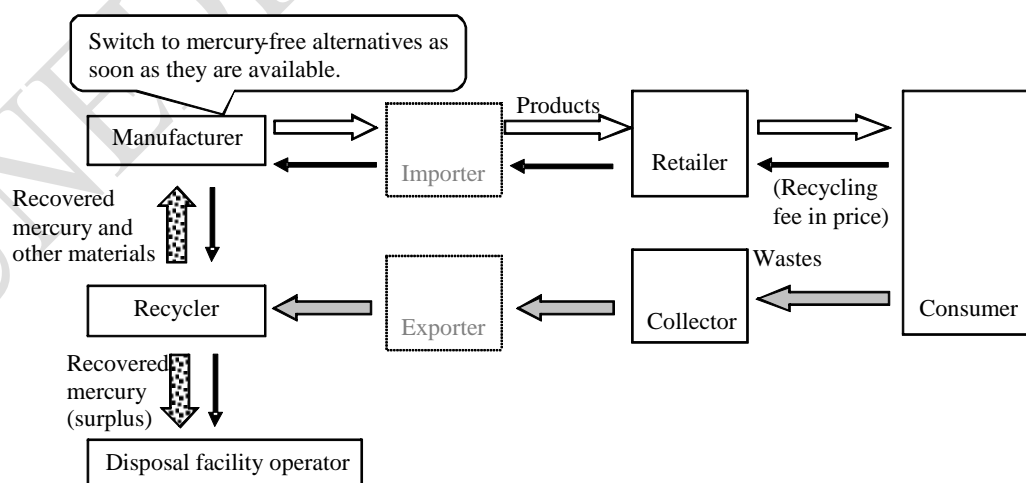 Switch to mercury-free alternatives as
soon as they are available.
Products
Manufacturer
Importer
Retailer
(Recycling
fee in price)
Recovered
mercury and
other materials
Wastes
Recycler
Exporter
Collector
Consumer
Recovered
mercury
(surplus)
Disposal facility operator